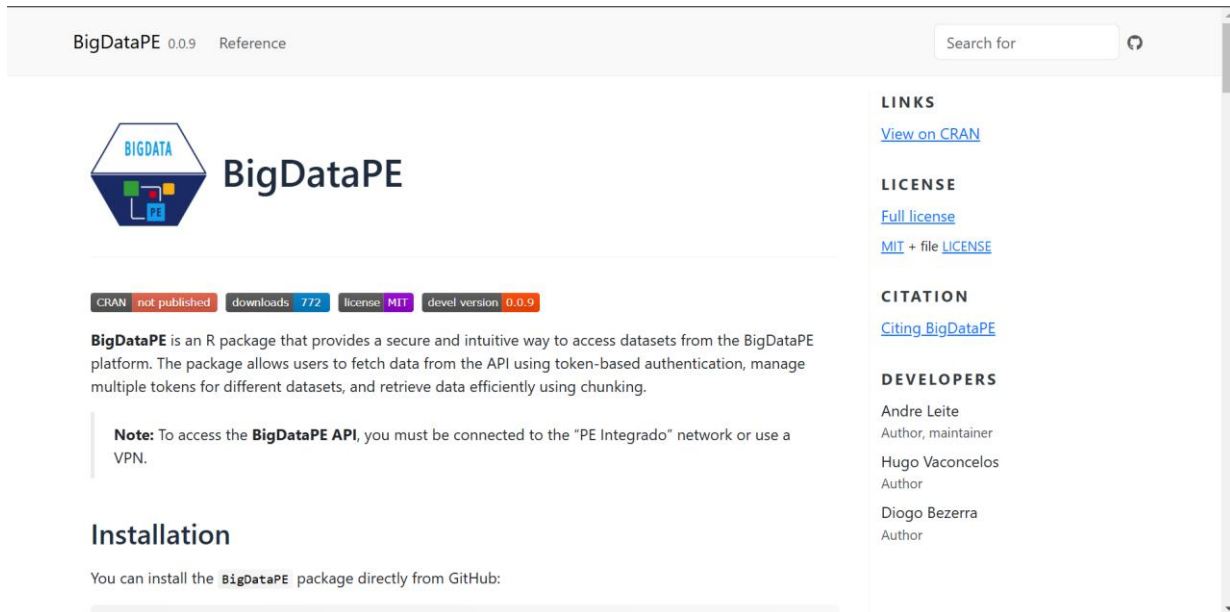 BigDataPE 0.0.9 Reference
Search for
BIGDATA
PE
BigDataPE
CRAN not published downloads 772 license MIT devel version 0.0.9
BigDataPE is an R package that provides a secure and intuitive way to access datasets from the BigDataPE
platform. The package allows users to fetch data from the API using token-based authentication, manage
multiple tokens for different datasets, and retrieve data efficiently using chunking.
Note: To access the BigDataPE API, you must be connected to the “PE Integrado” network or use a
VPN.
Installation
You can install the BigDataPE package directly from GitHub:
LINKS
View on CRAN
LICENSE
Full license
MIT + file LICENSE
CITATION
Citing BigDataPE
DEVELOPERS
Andre Leite
Author, maintainer
Hugo Vaconcelos
Author
Diogo Bezerra
Author